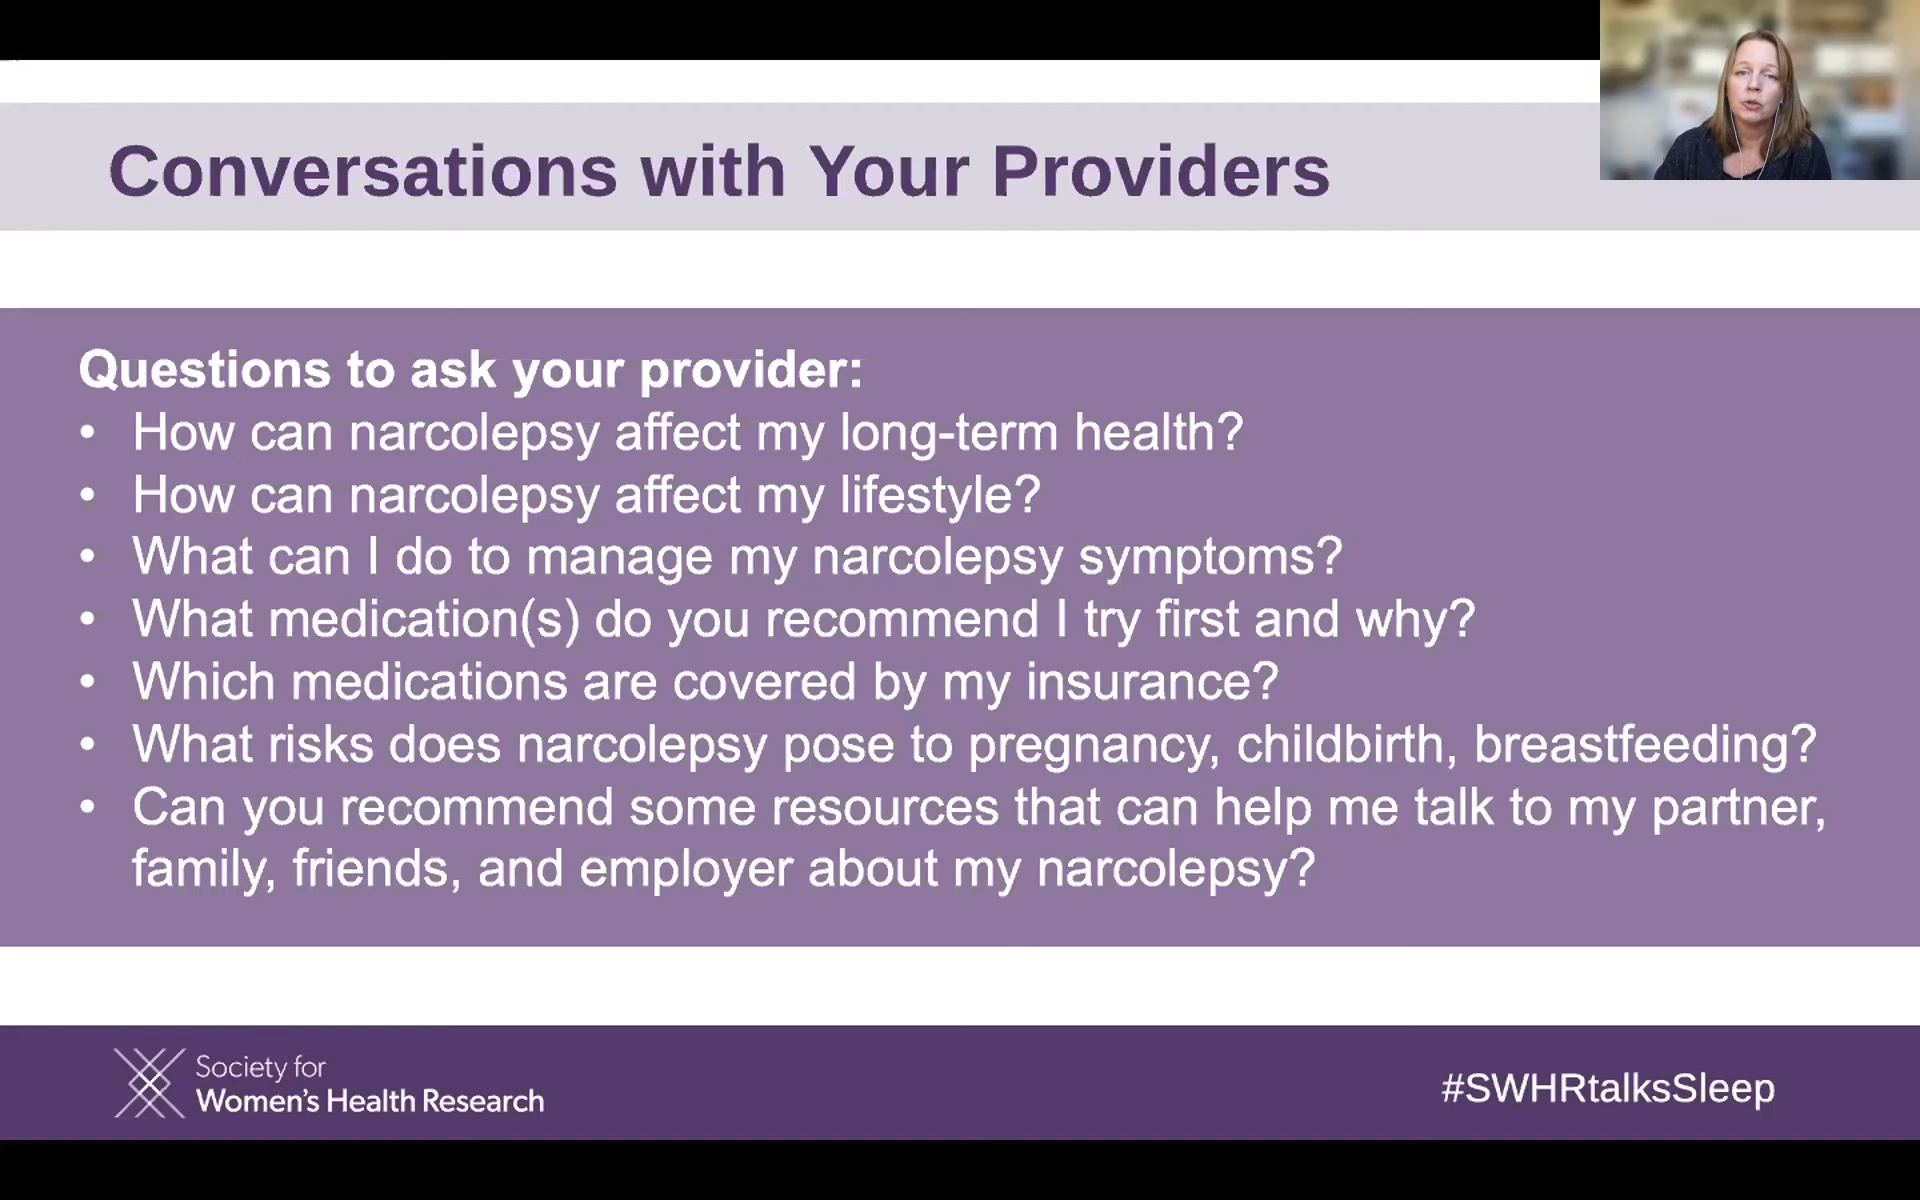 Conversations with Your Providers
Questions to ask your provider:
• How can narcolepsy affect my long-term health?
• How can narcolepsy affect my lifestyle?
• What can I do to manage my narcolepsy symptoms?
• What medication(s) do you recommend I try first and why?
• Which medications are covered by my insurance?
• What risks does narcolepsy pose to pregnancy, childbirth, breastfeeding?
• Can you recommend some resources that can help me talk to my partner,
family, friends, and employer about my narcolepsy?
Society for
Women's Health Research
#SWHRtalksSleep